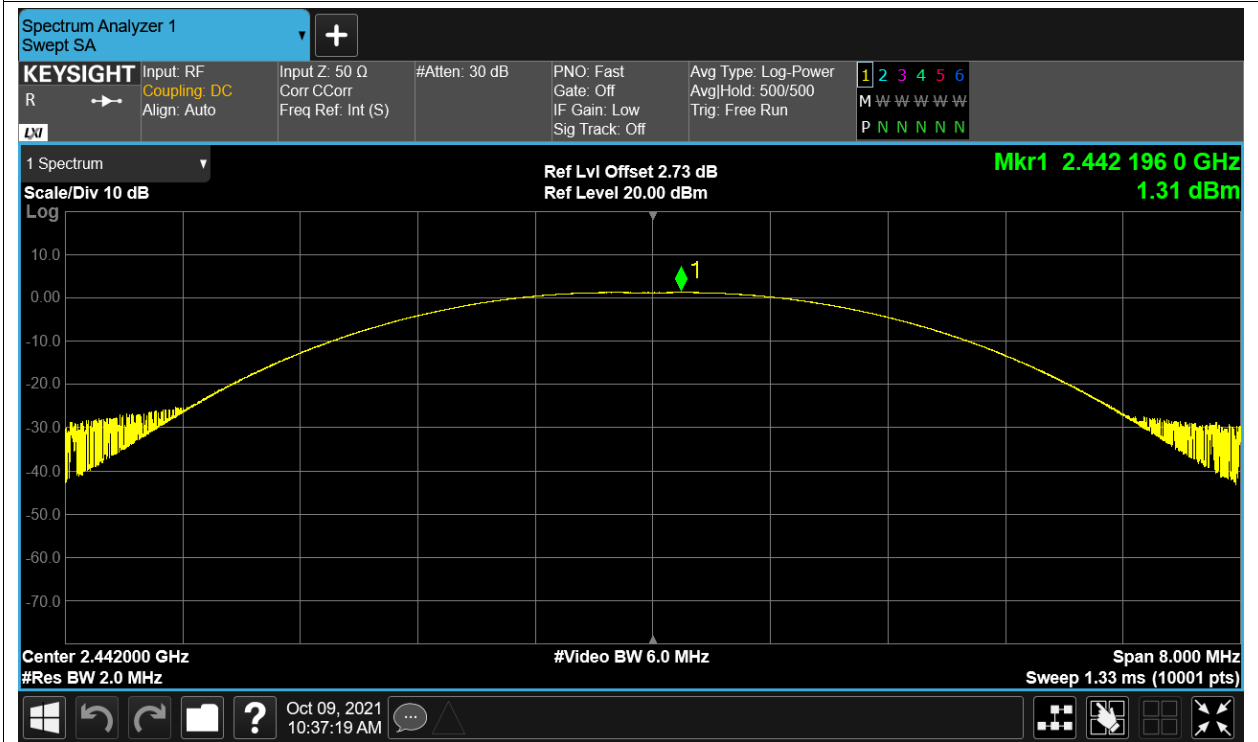 Spectrum Analyzer 1
Swept SA
▼
+
KEYSIGHT
R
LXI
Input: RF
Coupling: DC
Align: Auto
Input Z: 50 Ω
Corr CCorr
Freq Ref: Int (S)
#Atten: 30 dB
PNO: Fast
Gate: Off
IF Gain: Low
Sig Track: Off
Avg Type: Log-Power
Avg|Hold: 500/500
Trig: Free Run
1 2 3 4 5 6
M W W W W W
P N N N N N
1 Spectrum ▼
Scale/Div 10 dB
Log
Ref Lvl Offset 2.73 dB
Ref Level 20.00 dBm
Mkr1 2.442 196 0 GHz
1.31 dBm
1
10.0
0.00
-10.0
-20.0
-30.0
-40.0
-50.0
-60.0
-70.0
Center 2.442000 GHz
#Res BW 2.0 MHz
#Video BW 6.0 MHz
Span 8.000 MHz
Sweep 1.33 ms (10001 pts)
?
Oct 09, 2021
10:37:19 AM